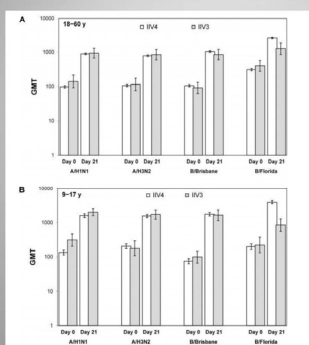 A
18–60 y
IIV4 IIV3
10000
1000
100
10
1
GMT
Day 0 Day 21 Day 0 Day 21 Day 0 Day 21 Day 0 Day 21
A/H1N1 A/H3N2 B/Brisbane B/Florida
B
9–17 y
IIV4 IIV3
10000
1000
100
10
1
GMT
Day 0 Day 21 Day 0 Day 21 Day 0 Day 21 Day 0 Day 21
A/H1N1 A/H3N2 B/Brisbane B/Florida